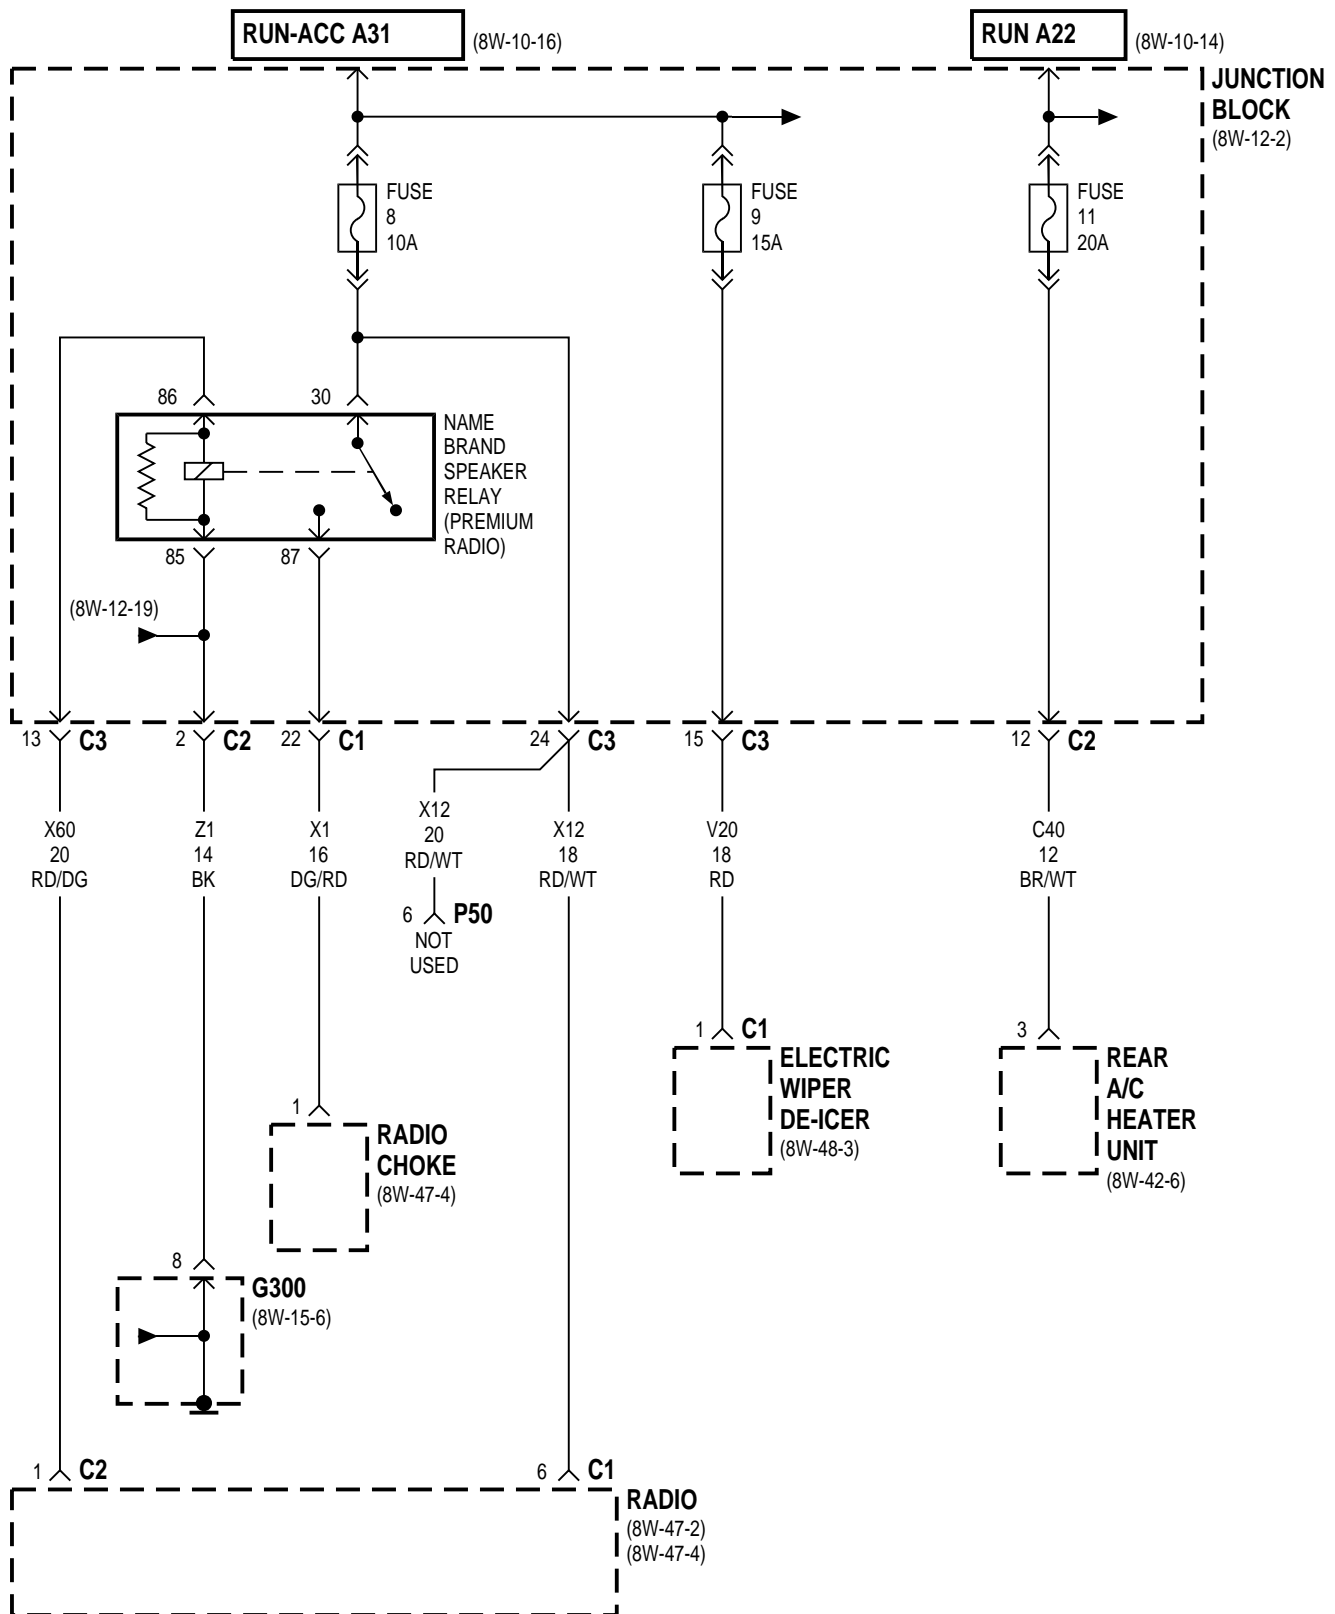 RUN-ACC A31
(8W-10-16)
RUN A22
(8W-10-14)
JUNCTION
BLOCK
(8W-12-2)
FUSE
8
10A
FUSE
9
15A
FUSE
11
20A
86
30
NAME
BRAND
SPEAKER
RELAY
(PREMIUM
RADIO)
85
87
(8W-12-19)
13 C3
2 C2
22 C1
24 C3
15 C3
12 C2
X60
20
RD/DG
Z1
14
BK
X1
16
DG/RD
X12
20
RD/WT
X12
18
RD/WT
V20
18
RD
C40
12
BR/WT
6 P50
NOT
USED
1 C1
ELECTRIC
WIPER
DE-ICER
(8W-48-3)
3
REAR
A/C
HEATER
UNIT
(8W-42-6)
1
RADIO
CHOKE
(8W-47-4)
8
G300
(8W-15-6)
1 C2
6 C1
RADIO
(8W-47-2)
(8W-47-4)